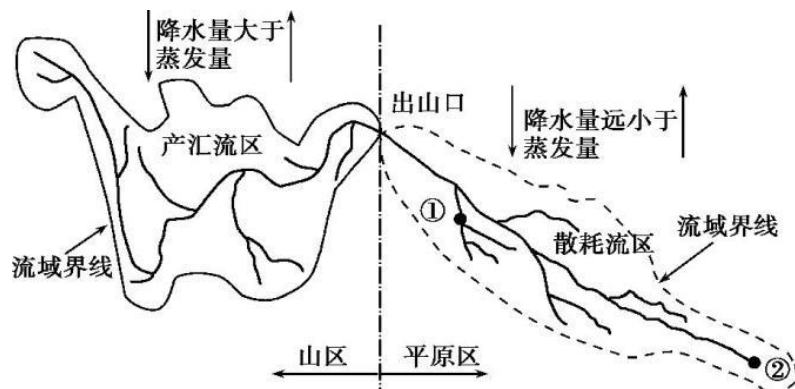 降水量大于
蒸发量
出山口
降水量远小于
蒸发量
产汇流区
①
散耗流区
流域界线
流域界线
山区
平原区
②